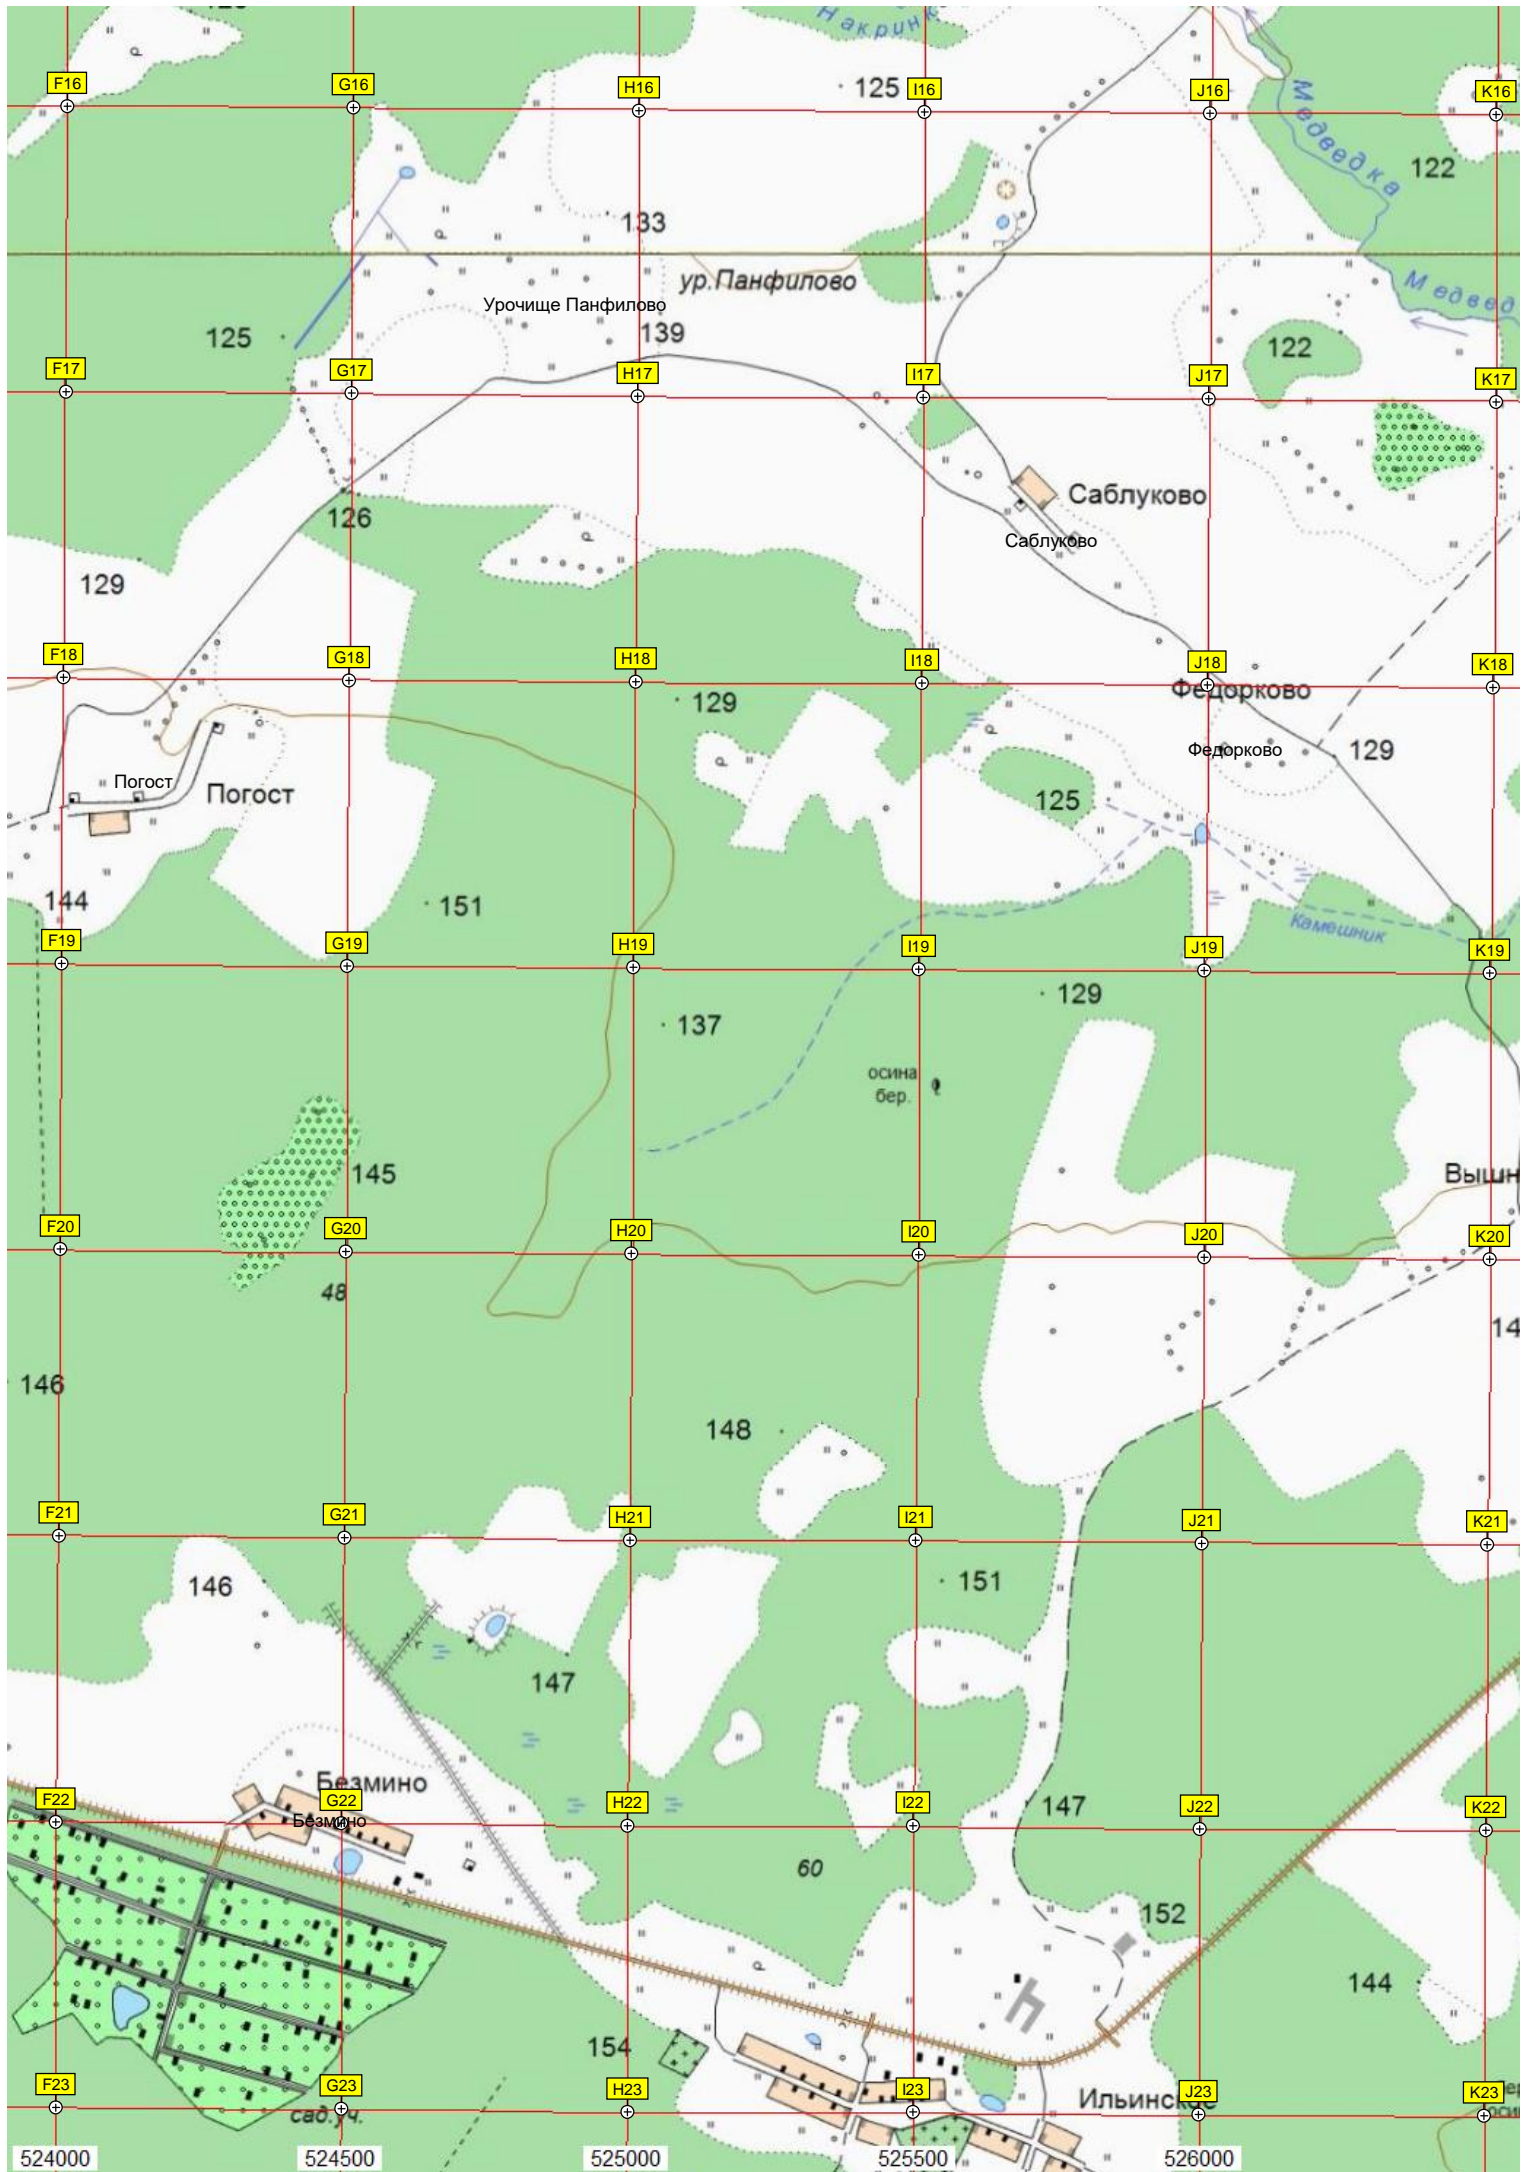 Накринк
F16
G16
H16
125
I16
J16
K16
Медведка
122
133
ур.Панфилово
Медвед
Урочище Панфилово
125
139
122
F17
G17
H17
I17
J17
K17
Саблуково
126
Саблуково
129
F18
G18
H18
I18
J18
K18
129
Федорково
Федорково
129
Погост
Погост
125
144
151
Камешник
F19
G19
H19
I19
J19
K19
129
137
осина
бер.
145
Вышн
F20
G20
H20
I20
J20
K20
48
14
146
148
F21
G21
H21
I21
J21
K21
146
151
147
Безмино
F22
G22
H22
I22
147
J22
K22
Безмино
60
152
144
154
F23
G23
H23
I23
Ильинское
J23
K23
сад.уч.
524000
524500
525000
525500
526000